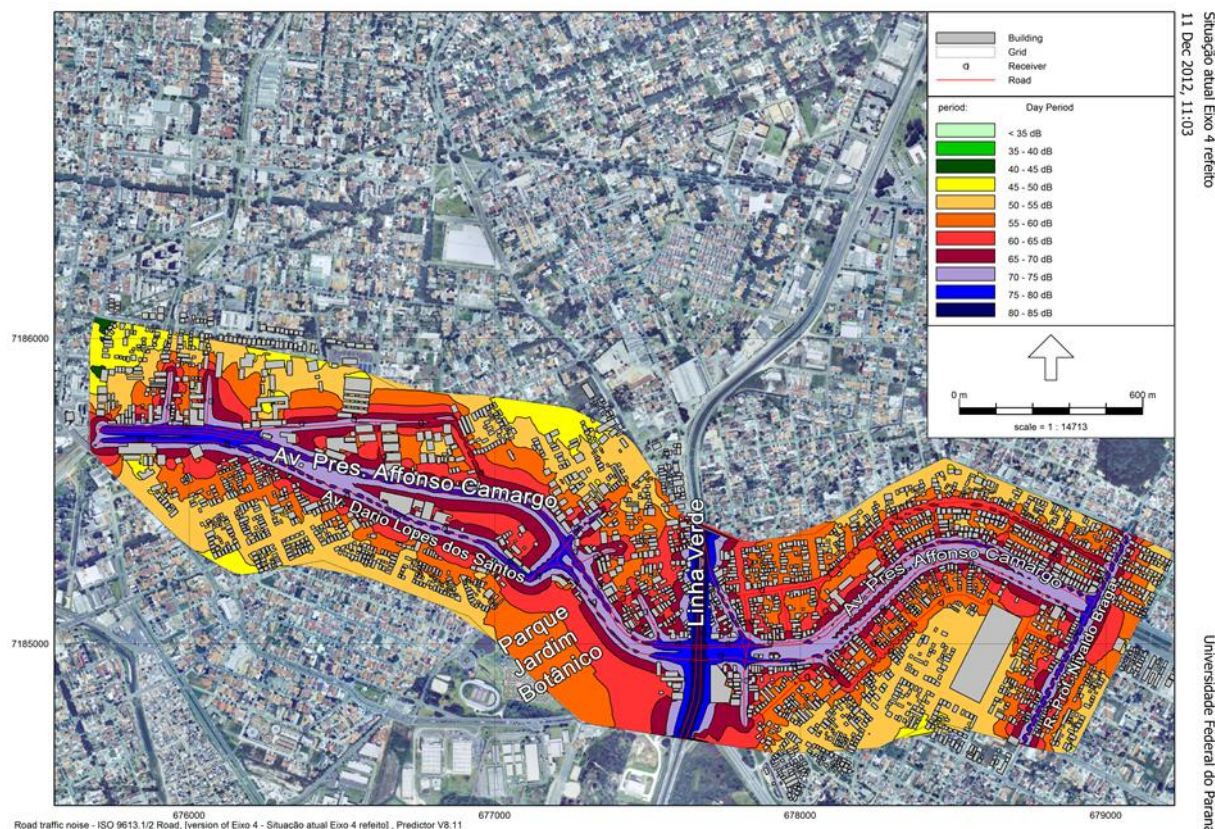 Situação atual Eixo 4 refeito
11 Dec 2012, 11:03
Building
Grid
Receiver
Road
period: Day Period
< 35 dB
35 - 40 dB
40 - 45 dB
45 - 50 dB
50 - 55 dB
55 - 60 dB
60 - 65 dB
65 - 70 dB
70 - 75 dB
75 - 80 dB
80 - 85 dB
0 m 600 m
scale = 1 : 14713
7186000
7185000
Av. Pres. Affonso Camargo
Av. Dario Lopes dos Santos
Parque
Jardim
Botânico
Linha Verde
Av. Pres. Affonso Camargo
R. Prof. Nivaldo Braga
676000 677000 678000 679000
Road traffic noise - ISO 9613.1/2 Road, [version of Eixo 4 - Situação atual Eixo 4 refeito] , Predictor V8.11
Universidade Federal do Paraná